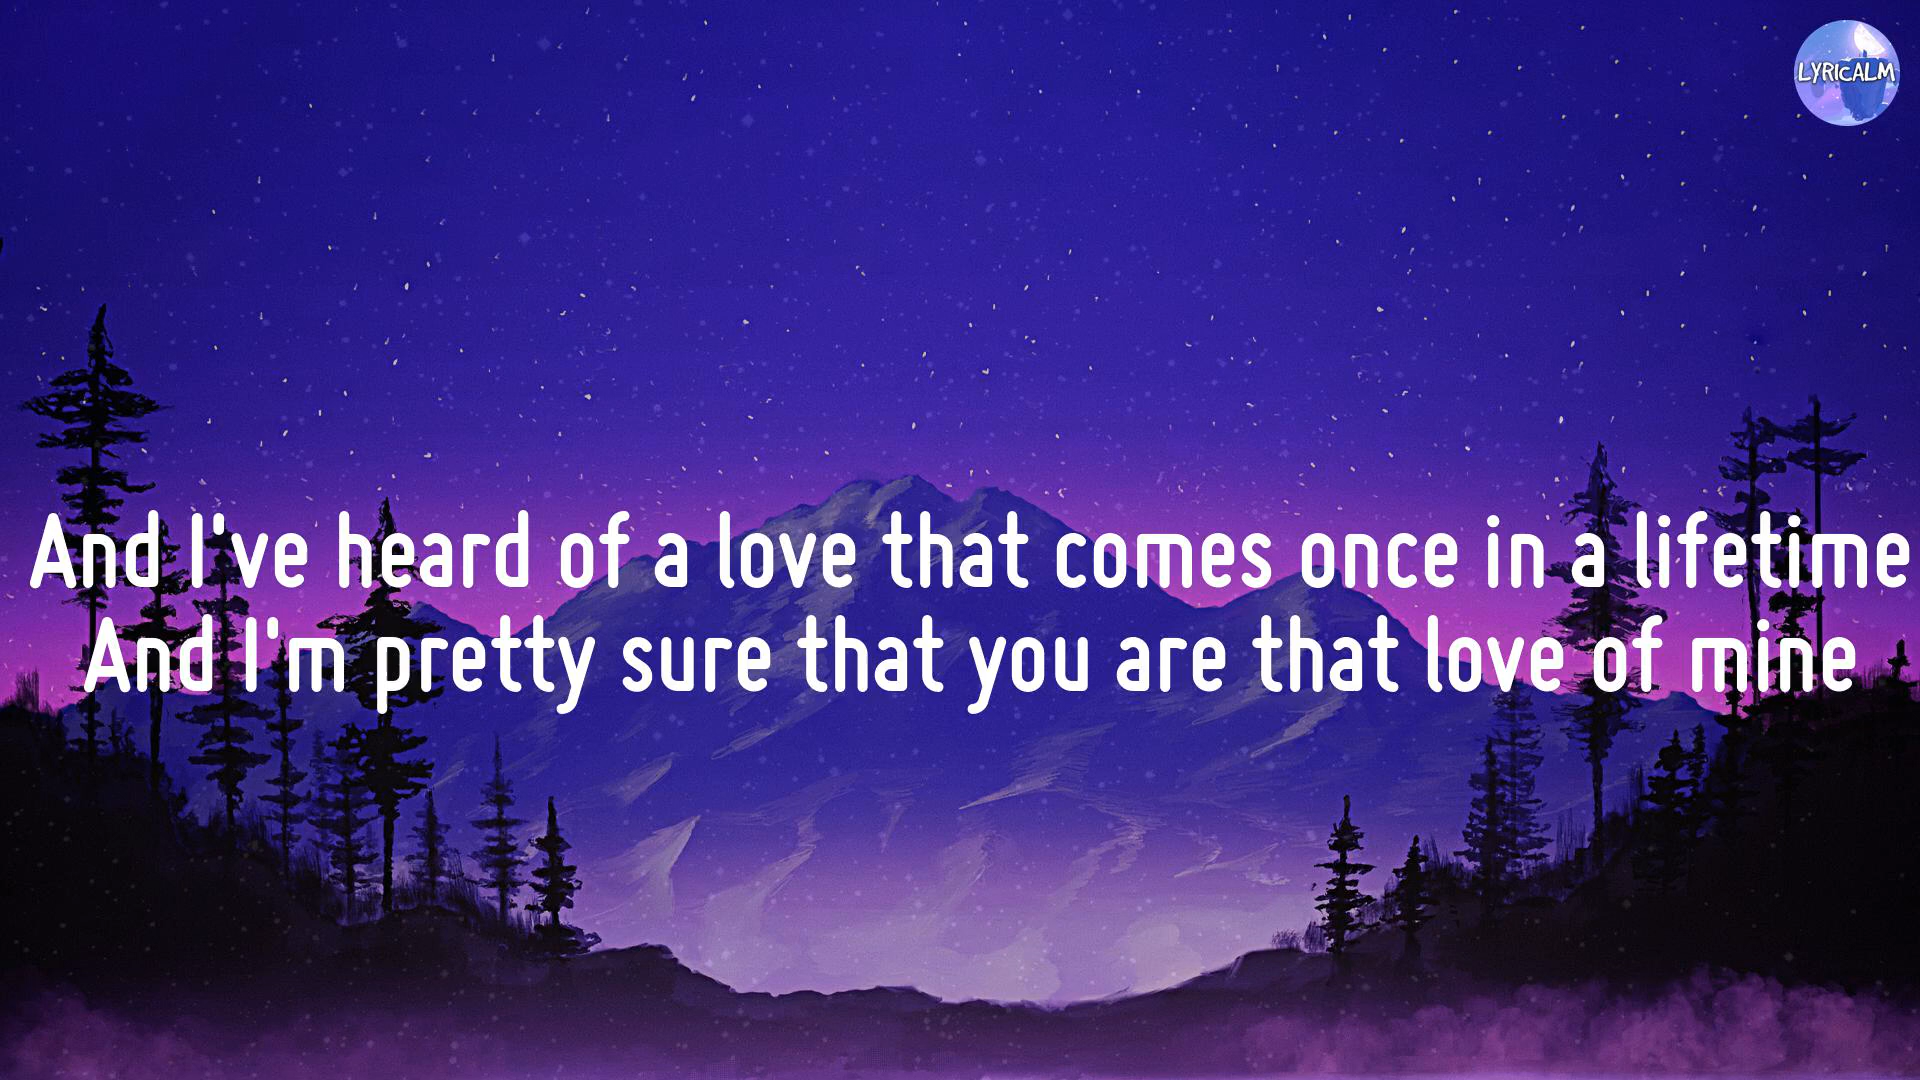 LYRICALM
And I've heard of a love that comes once in a lifetime
And I'm pretty sure that you are that love of mine